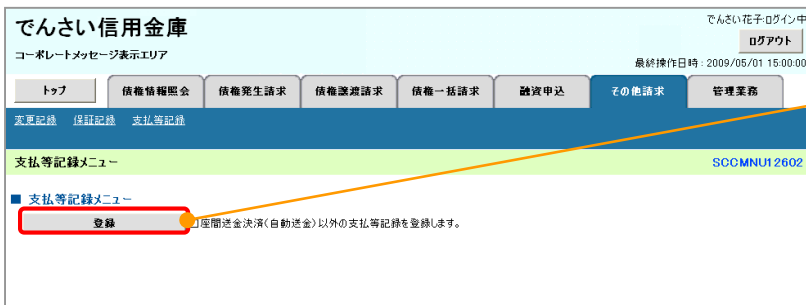 でんさい信用金庫
コーポレートメッセージ表示エリア
でんさい花子:ログイン中
ログアウト
最終操作日時：2009/05/01 15:00:00
トップ 債権情報照会 債権発生請求 債権譲渡請求 債権一括請求 融資申込 その他請求 管理業務
変更記録 保証記録 支払等記録
支払等記録メニュー SCCMNU12602
■ 支払等記録メニュー
登録 口座間送金決済(自動送金)以外の支払等記録を登録します。